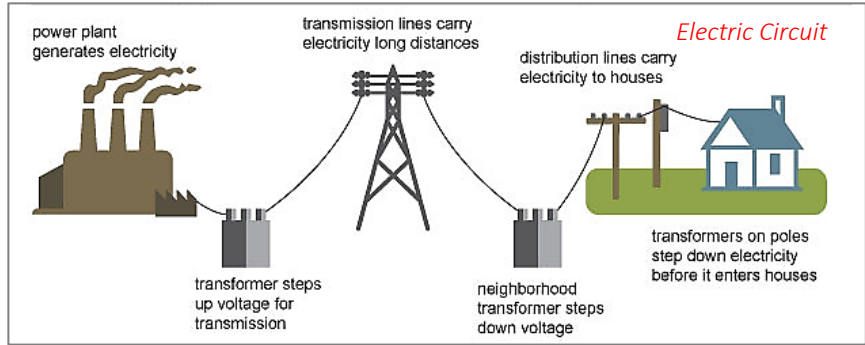 power plant
generates electricity
transmission lines carry
electricity long distances
Electric Circuit
distribution lines carry
electricity to houses
transformer steps
up voltage for
transmission
neighborhood
transformer steps
down voltage
transformers on poles
step down electricity
before it enters houses